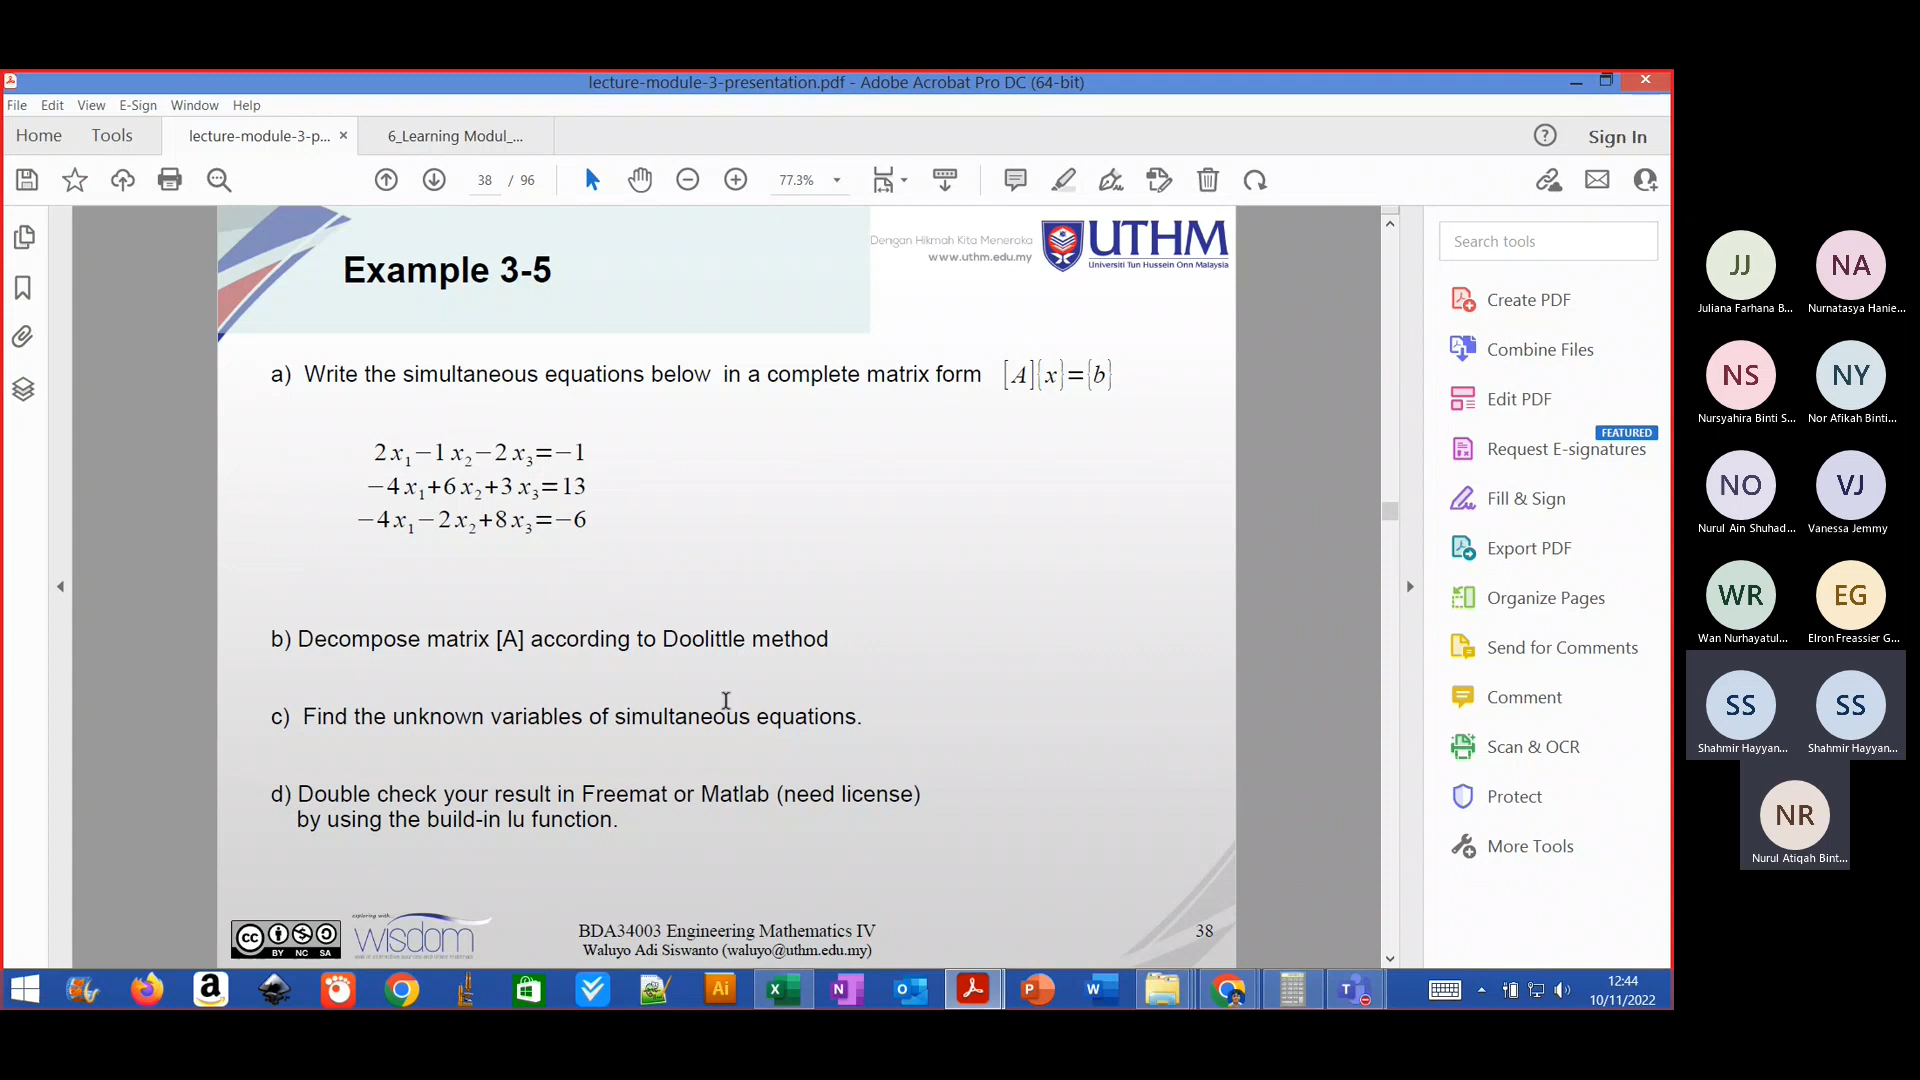 lecture-module-3-presentation.pdf - Adobe Acrobat Pro DC (64-bit)
File Edit View E-Sign Window Help
Home Tools lecture-module-3-p... × 6_Learning Modul_... Sign In
38 / 96 77.3%
Dengan Hikmah Kita Meneroka
www.uthm.edu.my
UTHM
Universiti Tun Hussein Onn Malaysia
Example 3-5
a) Write the simultaneous equations below in a complete matrix form [A]{x}={b}
2x₁−1x₂−2x₃=−1
−4x₁+6x₂+3x₃=13
−4x₁−2x₂+8x₃=−6
b) Decompose matrix [A] according to Doolittle method
c) Find the unknown variables of simultaneous equations.
d) Double check your result in Freemat or Matlab (need license)
by using the build-in lu function.
cc BY NC SA
exploring with...
wisdom
BDA34003 Engineering Mathematics IV
Waluyo Adi Siswanto (waluyo@uthm.edu.my)
38
Search tools
Create PDF
Combine Files
Edit PDF
FEATURED
Request E-signatures
Fill & Sign
Export PDF
Organize Pages
Send for Comments
Comment
Scan & OCR
Protect
More Tools
JJ NA
Juliana Farhana B... Nurnatasya Hanie...
NS NY
Nursyahira Binti S... Nor Afikah Binti...
NO VJ
Nurul Ain Shuhad... Vanessa Jemmy
WR EG
Wan Nurhayatul... Elron Freassier G...
SS SS
Shahmir Hayyan... Shahmir Hayyan...
NR
Nurul Atiqah Bint...
12:44
10/11/2022